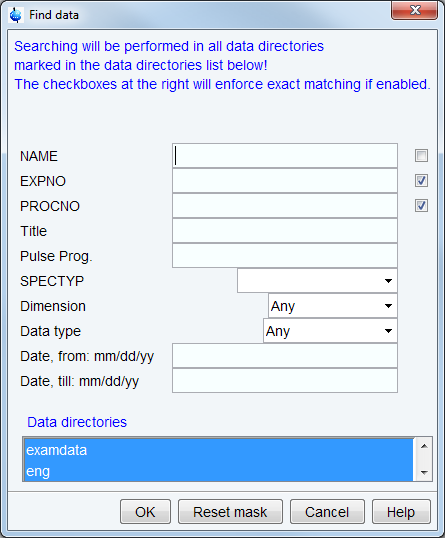 Find data
Searching will be performed in all data directories
marked in the data directories list below!
The checkboxes at the right will enforce exact matching if enabled.
NAME
EXPNO
PROCNO
Title
Pulse Prog.
SPECTYP
Dimension Any
Data type Any
Date, from: mm/dd/yy
Date, till: mm/dd/yy
Data directories
examdata
eng
OK Reset mask Cancel Help